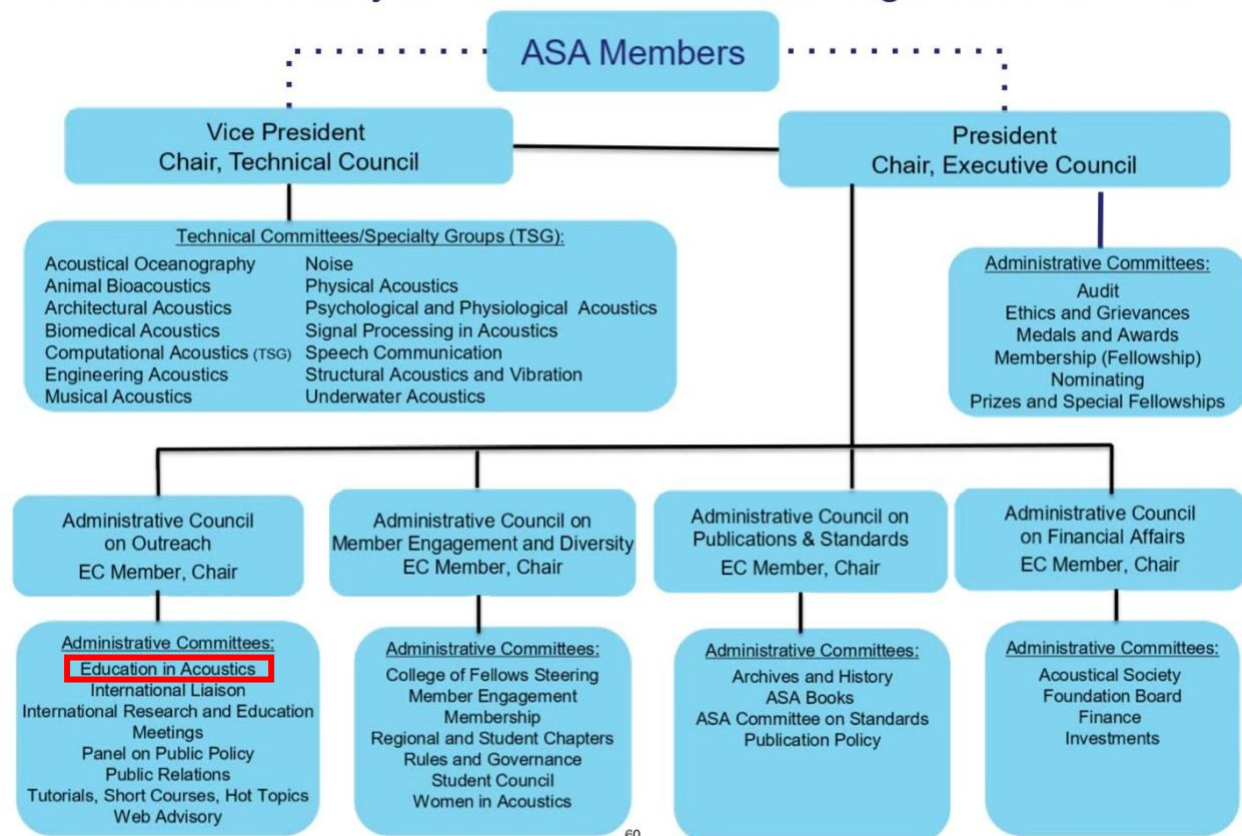 ASA Members
Vice President
Chair, Technical Council
President
Chair, Executive Council
Technical Committees/Specialty Groups (TSG):
Acoustical Oceanography Noise
Animal Bioacoustics Physical Acoustics
Architectural Acoustics Psychological and Physiological Acoustics
Biomedical Acoustics Signal Processing in Acoustics
Computational Acoustics (TSG) Speech Communication
Engineering Acoustics Structural Acoustics and Vibration
Musical Acoustics Underwater Acoustics
Administrative Committees:
Audit
Ethics and Grievances
Medals and Awards
Membership (Fellowship)
Nominating
Prizes and Special Fellowships
Administrative Council
on Outreach
EC Member, Chair
Administrative Council on
Member Engagement and Diversity
EC Member, Chair
Administrative Council on
Publications & Standards
EC Member, Chair
Administrative Council
on Financial Affairs
EC Member, Chair
Administrative Committees:
Education in Acoustics
International Liaison
International Research and Education
Meetings
Panel on Public Policy
Public Relations
Tutorials, Short Courses, Hot Topics
Web Advisory
Administrative Committees:
College of Fellows Steering
Member Engagement
Membership
Regional and Student Chapters
Rules and Governance
Student Council
Women in Acoustics
Administrative Committees:
Archives and History
ASA Books
ASA Committee on Standards
Publication Policy
Administrative Committees:
Acoustical Society
Foundation Board
Finance
Investments
60